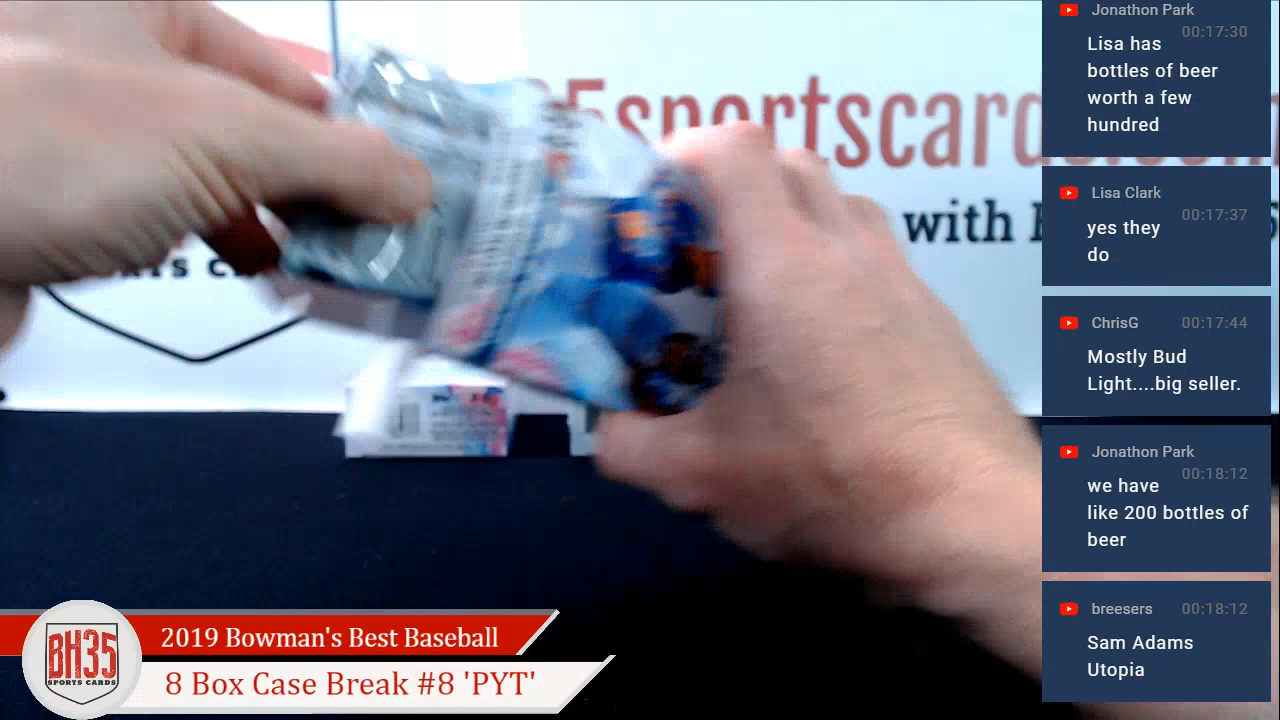 5sportscards.com
with
RTS C
BH35
SPORTS CARDS
2019 Bowman's Best Baseball
8 Box Case Break #8 'PYT'
Jonathon Park
00:17:30
Lisa has
bottles of beer
worth a few
hundred
Lisa Clark
00:17:37
yes they
do
ChrisG
00:17:44
Mostly Bud
Light....big seller.
Jonathon Park
00:18:12
we have
like 200 bottles of
beer
breesers
00:18:12
Sam Adams
Utopia